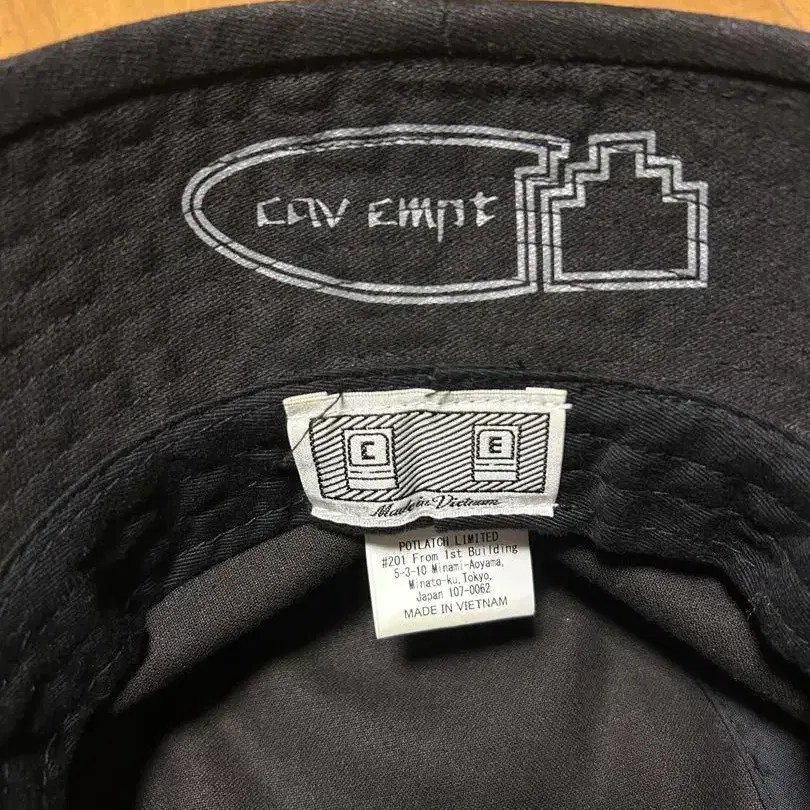 cav empt
C E
Made in Vietnam
POTLATCH LIMITED
#201 From 1st Building
5-3-10 Minami-Aoyama,
Minato-ku,Tokyo,
Japan 107-0062
MADE IN VIETNAM